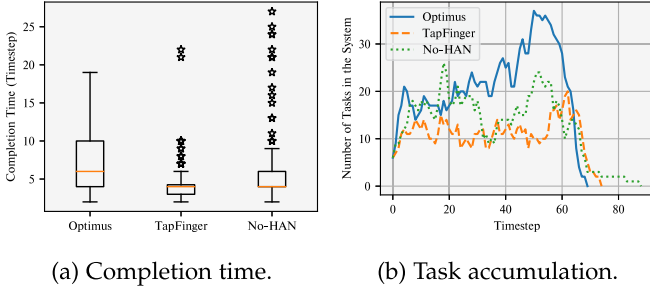 Completion Time (Timestep)
25
20
15
10
5
Optimus
TapFinger
No-HAN
(a) Completion time.
Number of Tasks in the System
30
20
10
0
Optimus
TapFinger
No-HAN
0
20
40
60
80
Timestep
(b) Task accumulation.